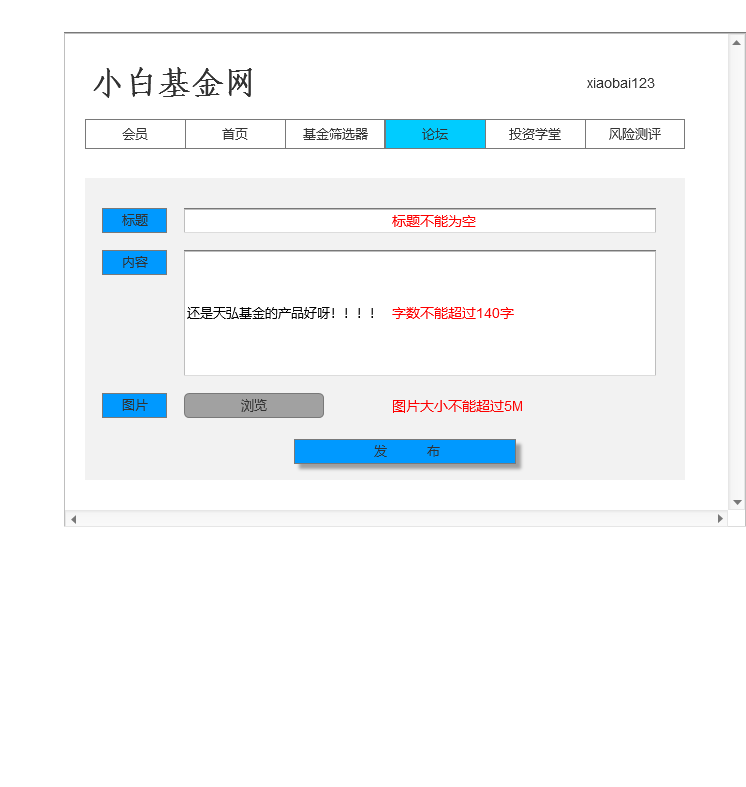 小白基金网
xiaobai123
会员 首页 基金筛选器 论坛 投资学堂 风险测评
标题 标题不能为空
内容
还是天弘基金的产品好呀！！！！ 字数不能超过140字
图片 浏览 图片大小不能超过5M
发 布